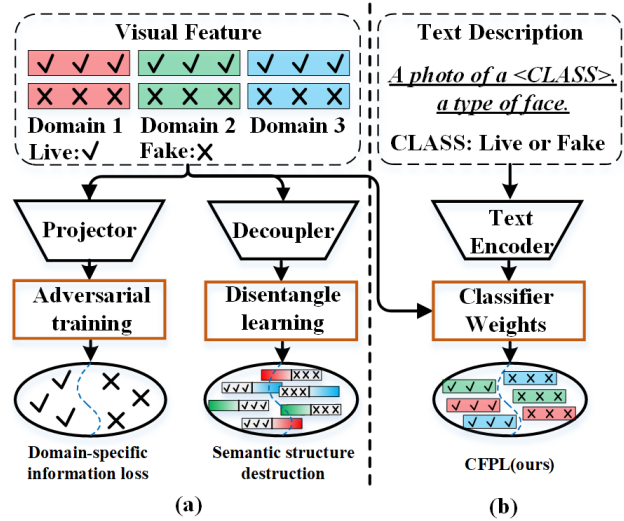 Visual Feature
Domain 1 Domain 2 Domain 3
Live:✓ Fake:✗
Projector
Decoupler
Adversarial
training
Disentangle
learning
Domain-specific
information loss
Semantic structure
destruction
(a)
Text Description
A photo of a <CLASS>,
a type of face.
CLASS: Live or Fake
Text
Encoder
Classifier
Weights
CFPL(ours)
(b)